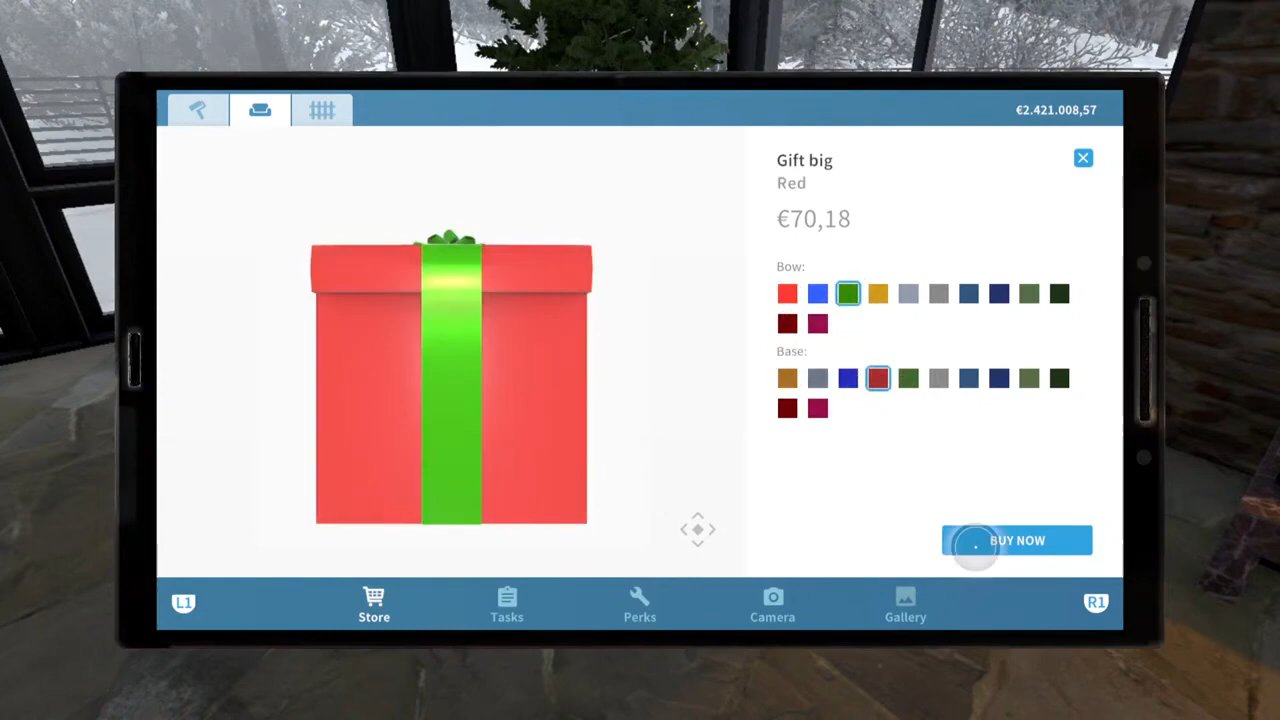 €2.421.008,57
Gift big
Red
€70,18
Bow:
Base:
BUY NOW
L1
Store
Tasks
Perks
Camera
Gallery
R1